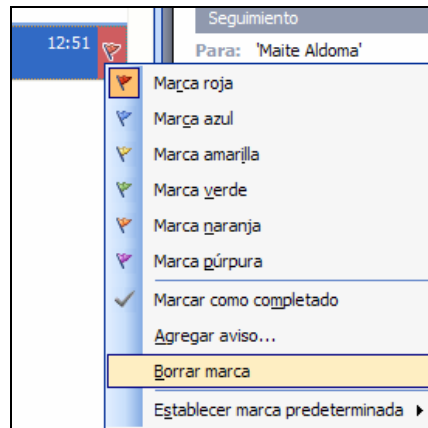 Seguimiento
12:51
Para: 'Maite Aldoma'
Marca roja
Marca azul
Marca amarilla
Marca verde
Marca naranja
Marca púrpura
Marcar como completado
Agregar aviso...
Borrar marca
Establecer marca predeterminada